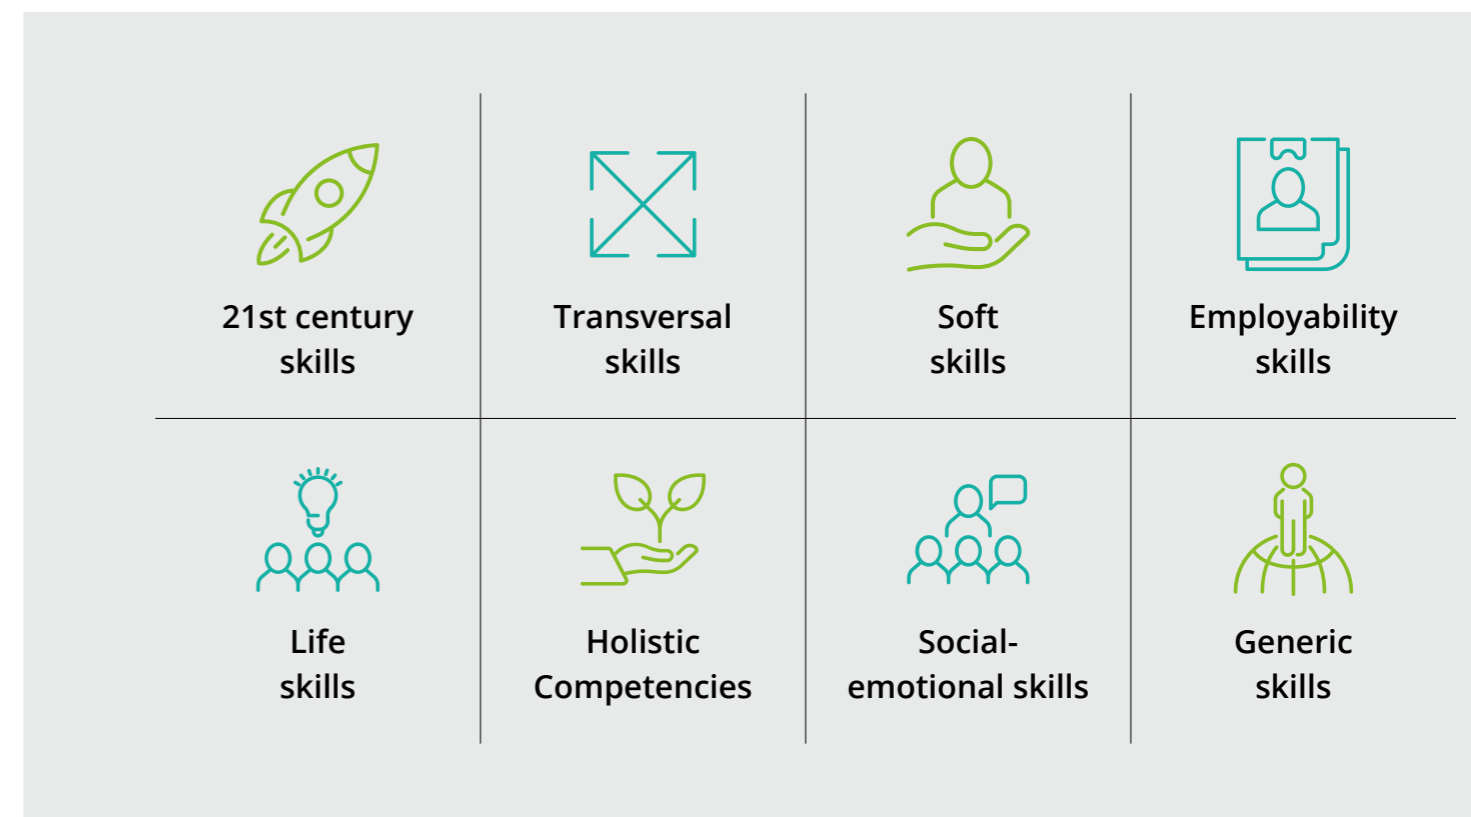 21st century
skills
Transversal
skills
Soft
skills
Employability
skills
Life
skills
Holistic
Competencies
Social-
emotional skills
Generic
skills